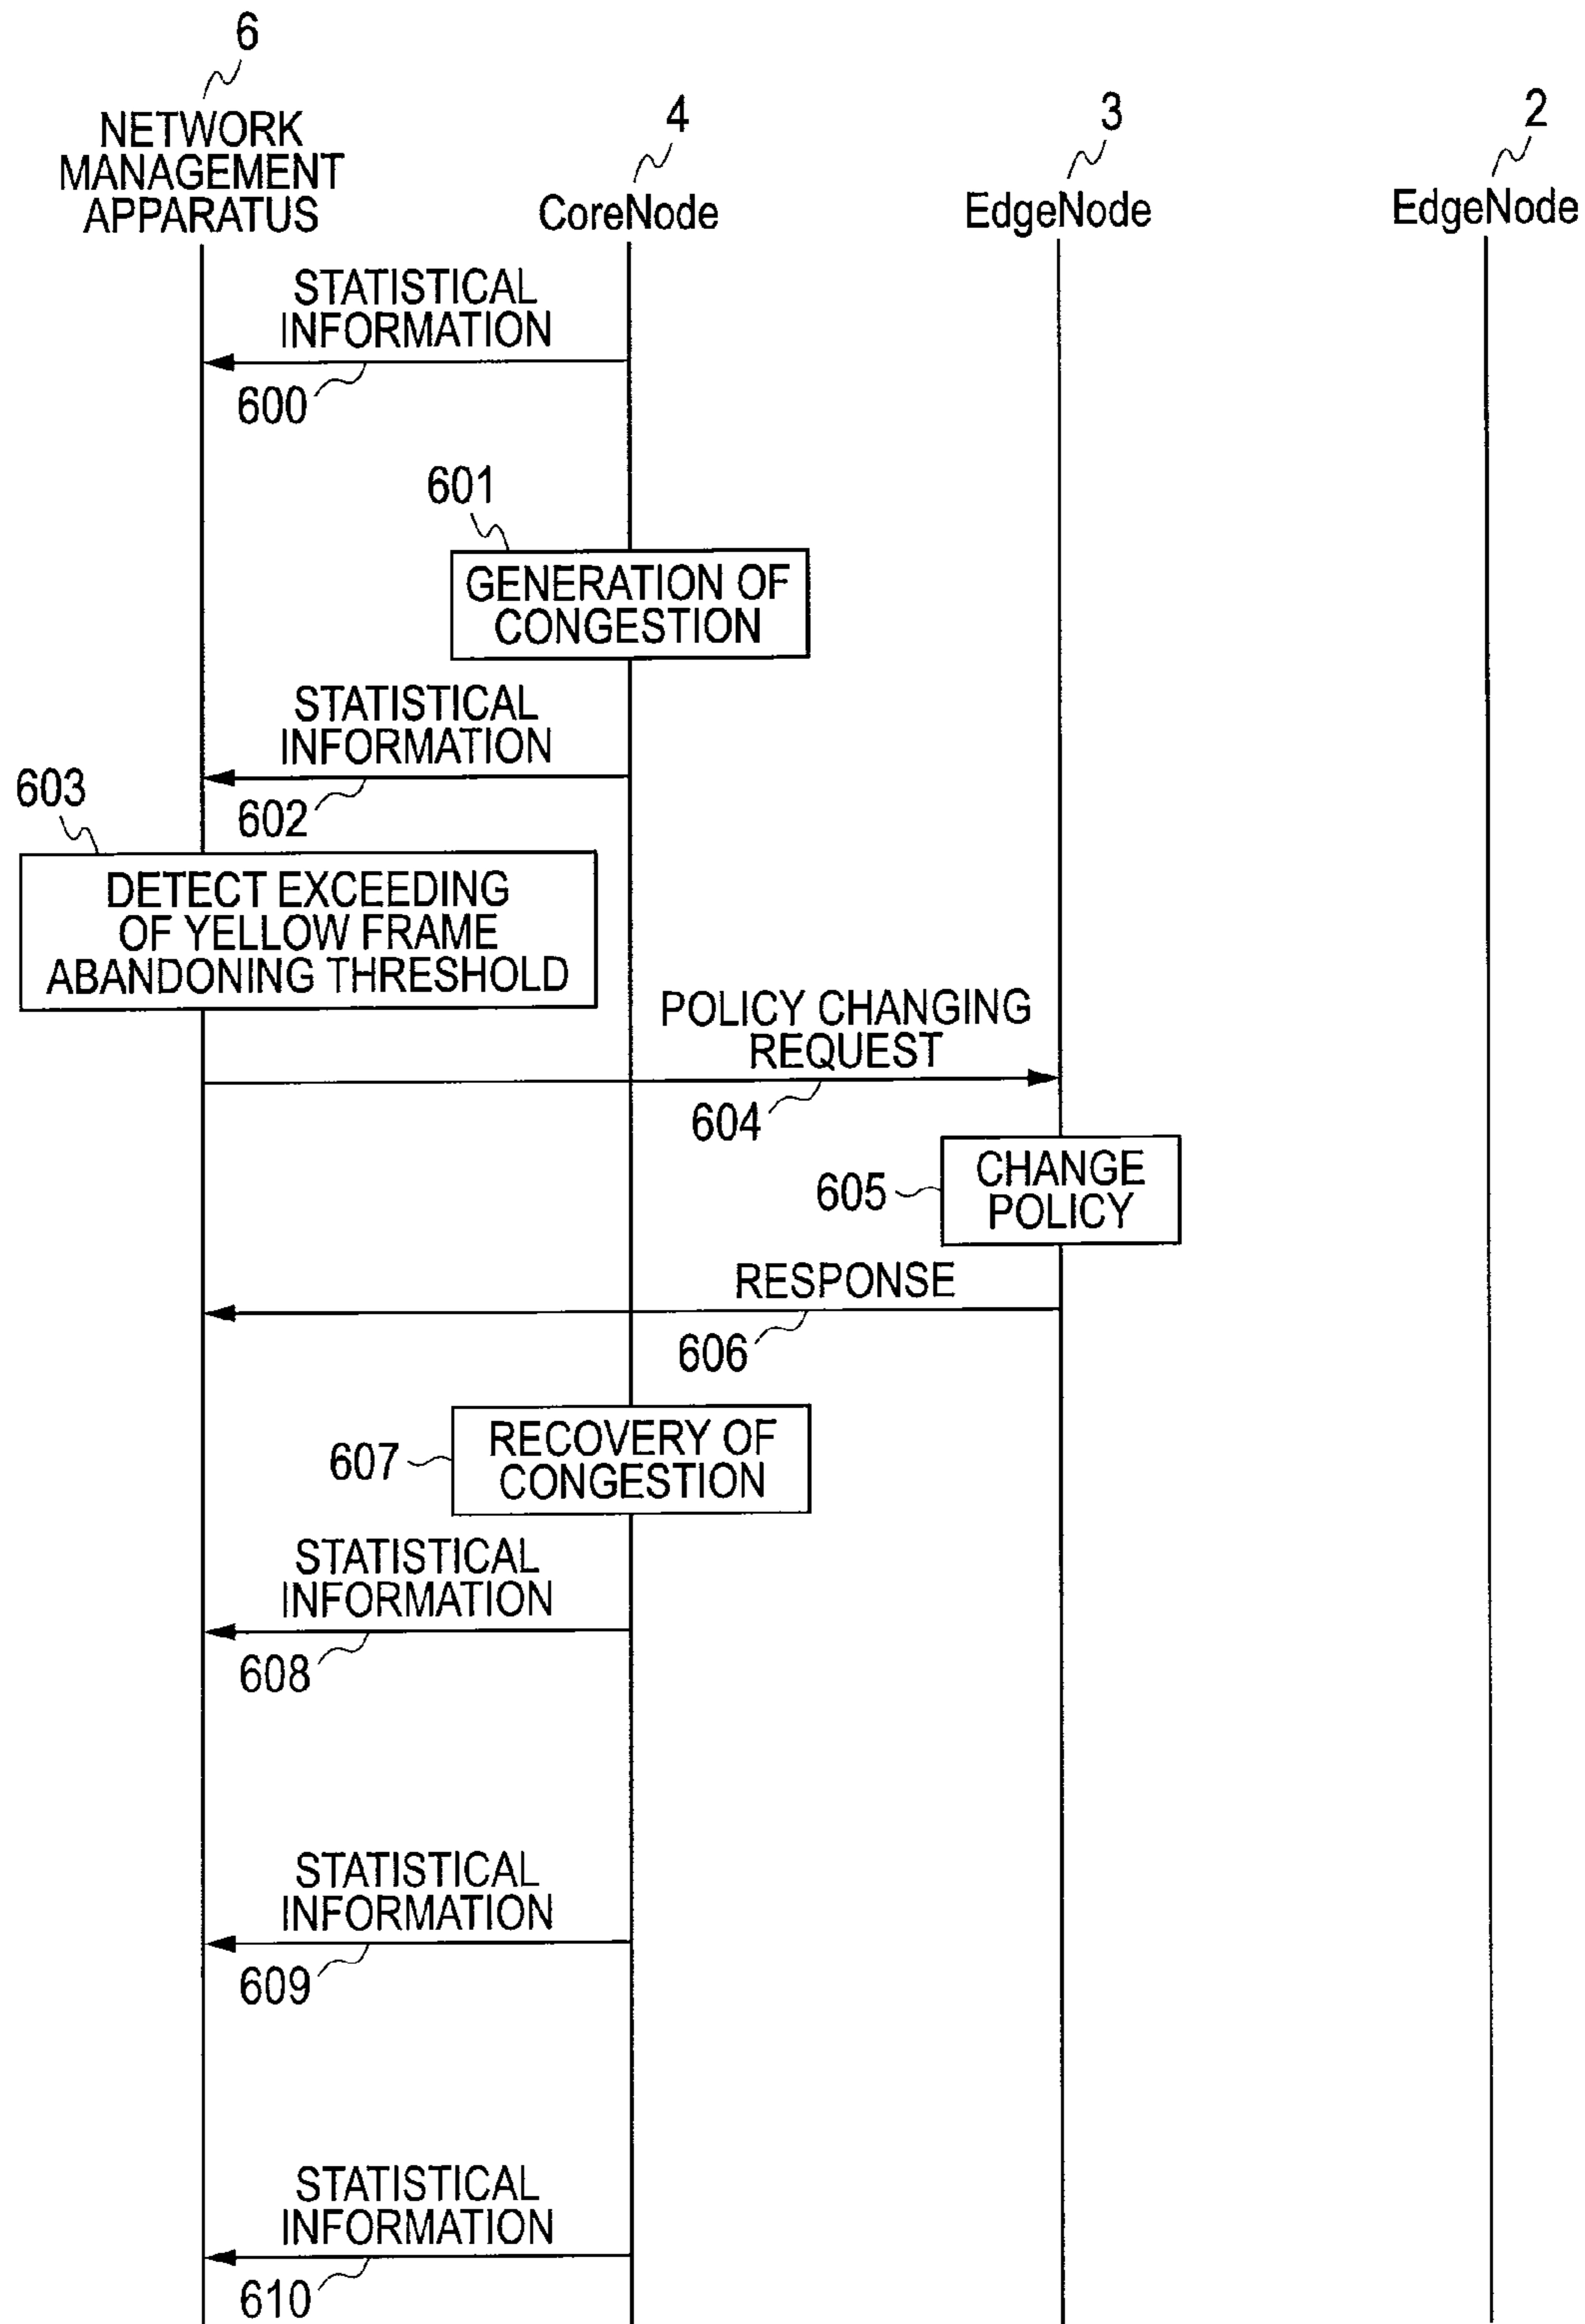 6
NETWORK
MANAGEMENT
APPARATUS
4
CoreNode
3
EdgeNode
2
EdgeNode
STATISTICAL
INFORMATION
600
601
GENERATION OF
CONGESTION
STATISTICAL
INFORMATION
602
603
DETECT EXCEEDING
OF YELLOW FRAME
ABANDONING THRESHOLD
POLICY CHANGING
REQUEST
604
605
CHANGE
POLICY
RESPONSE
606
607
RECOVERY OF
CONGESTION
STATISTICAL
INFORMATION
608
STATISTICAL
INFORMATION
609
STATISTICAL
INFORMATION
610